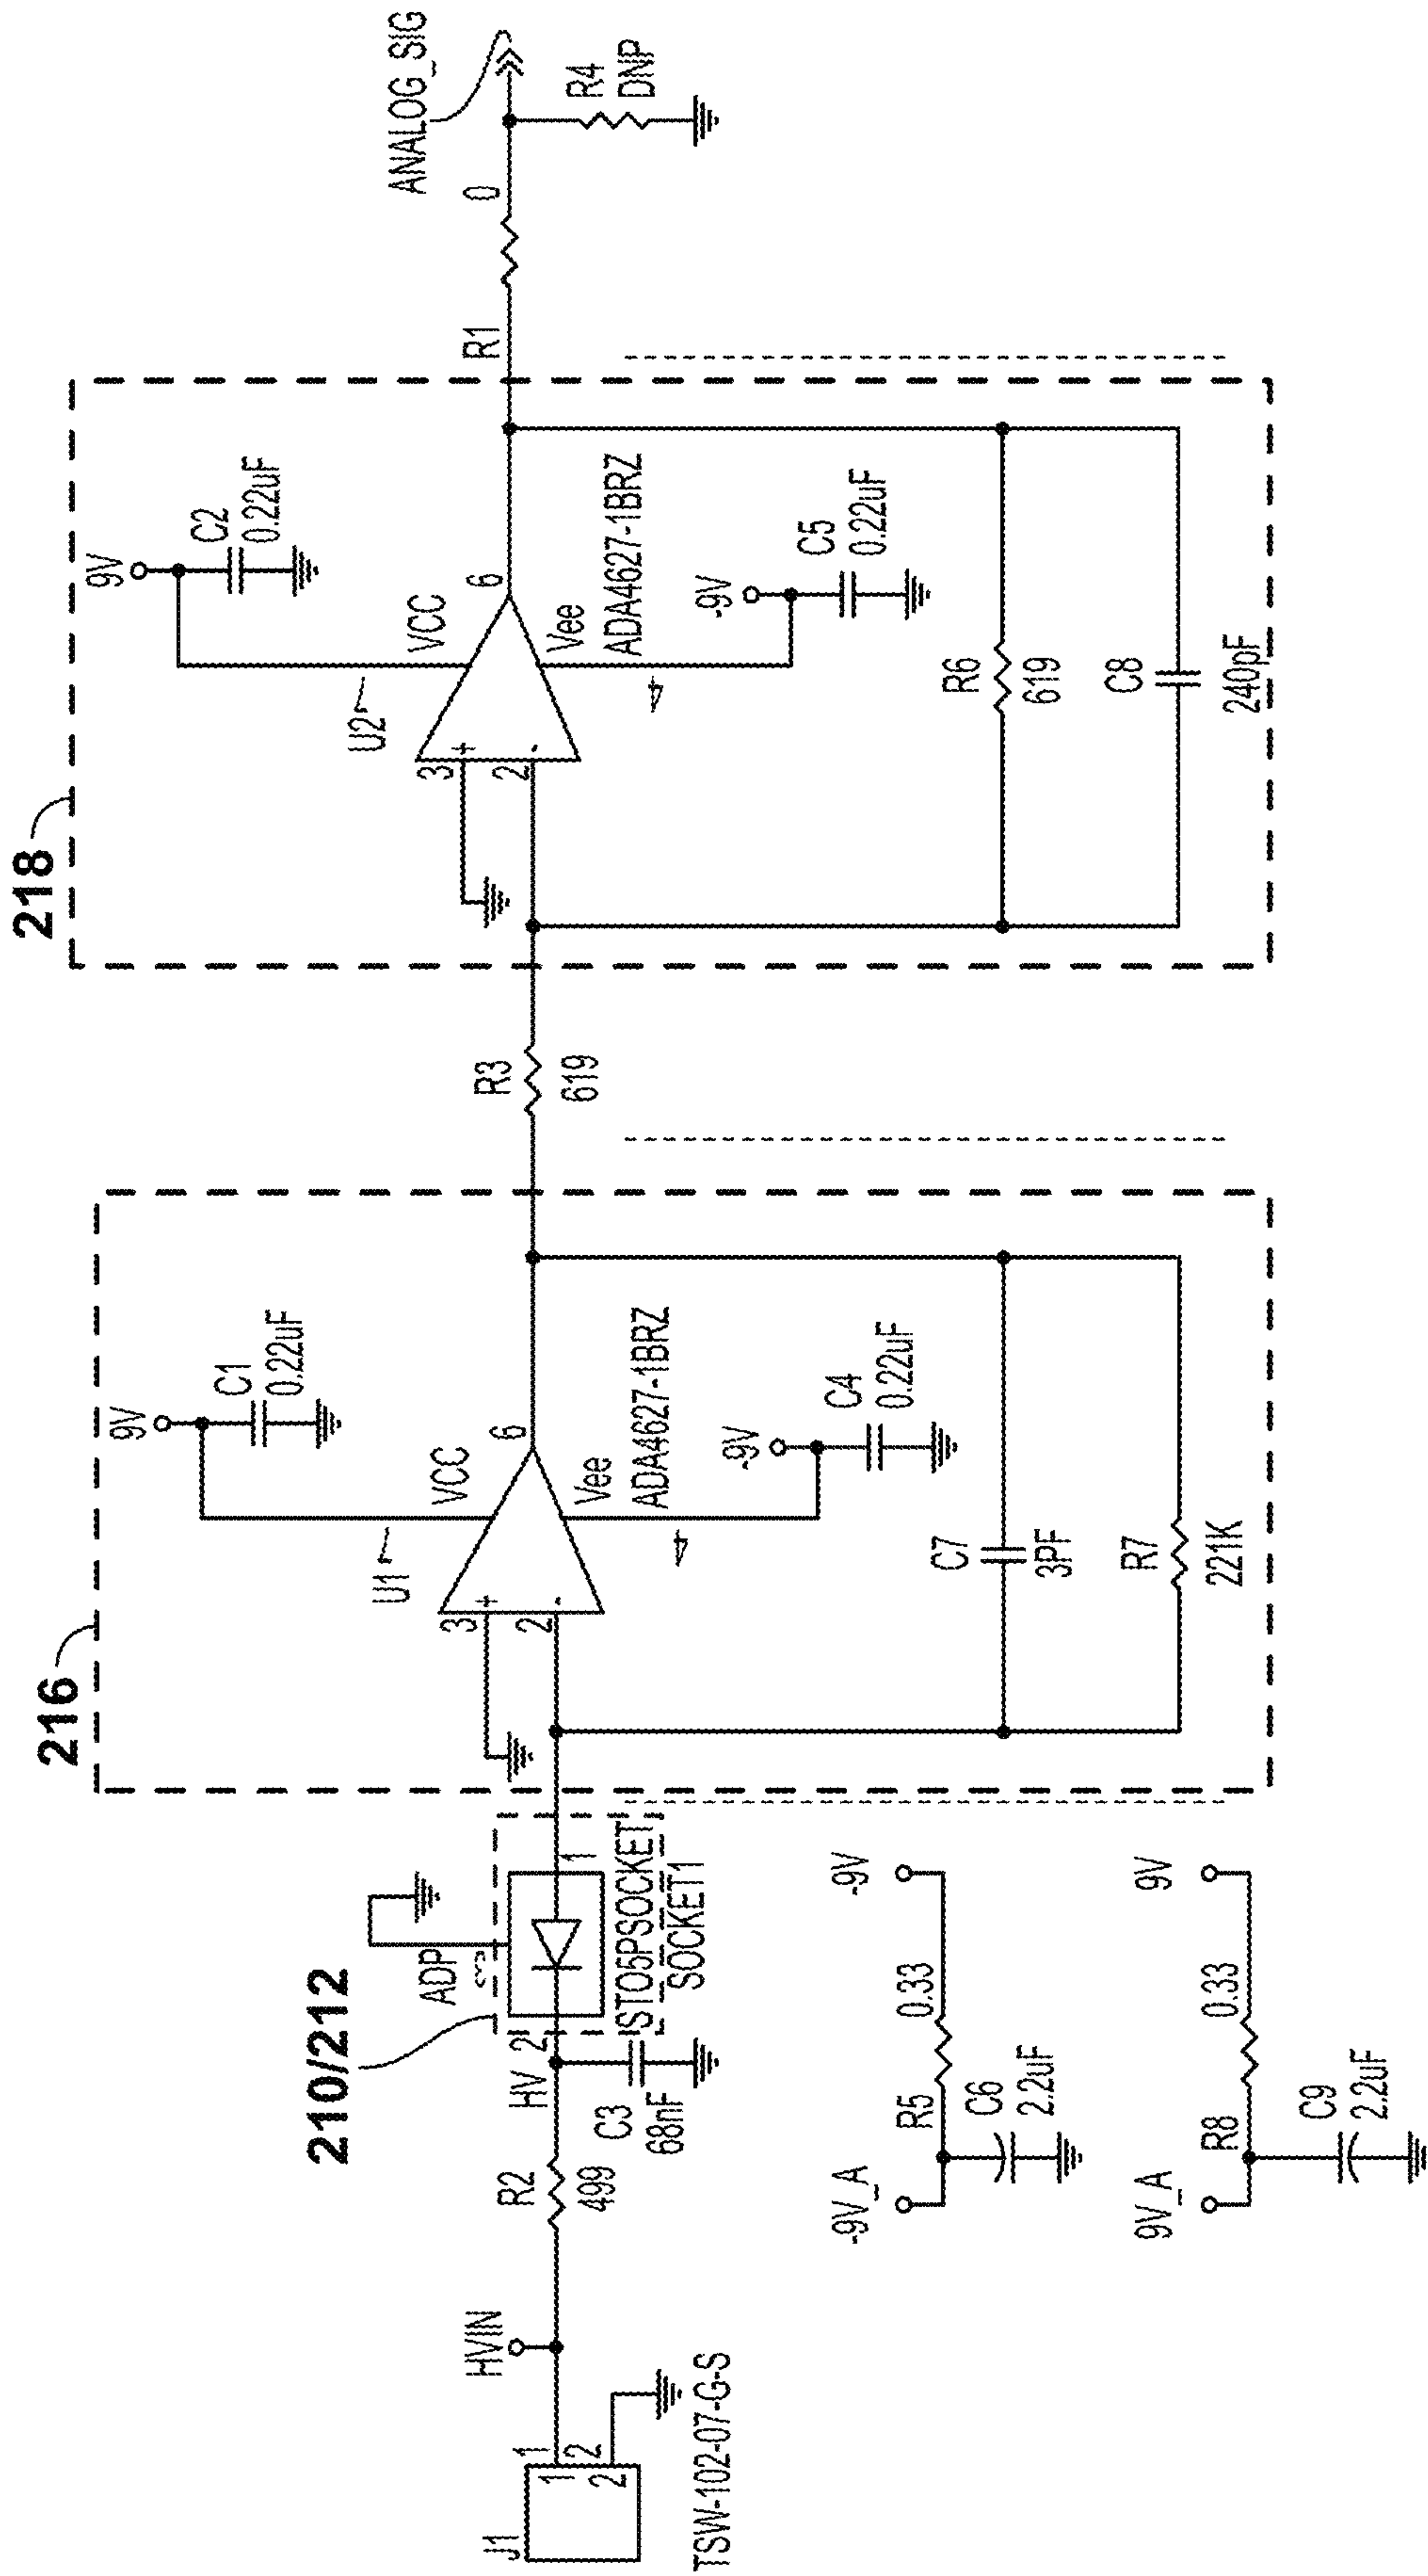 218
216
210/212
9V
C2
0.22uF
U2
VCC
3
+
2
-
6
Vee
ADA4627-1BRZ
4
-9V
C5
0.22uF
R6
619
C8
240pF
R1
0
ANALOG_SIG
R4
DNP
R3
619
9V
C1
0.22uF
U1
VCC
3
+
2
-
6
Vee
ADA4627-1BRZ
4
-9V
C4
0.22uF
C7
3PF
R7
221K
J1
1
2
1
2
TSW-102-07-G-S
HVIN
R2
499
HV
2
C3
68nF
ADP
3
1
STO5PSOCKET
SOCKET1
-9V_A
R5
0.33
-9V
C6
2.2uF
9V_A
R8
0.33
9V
C9
2.2uF